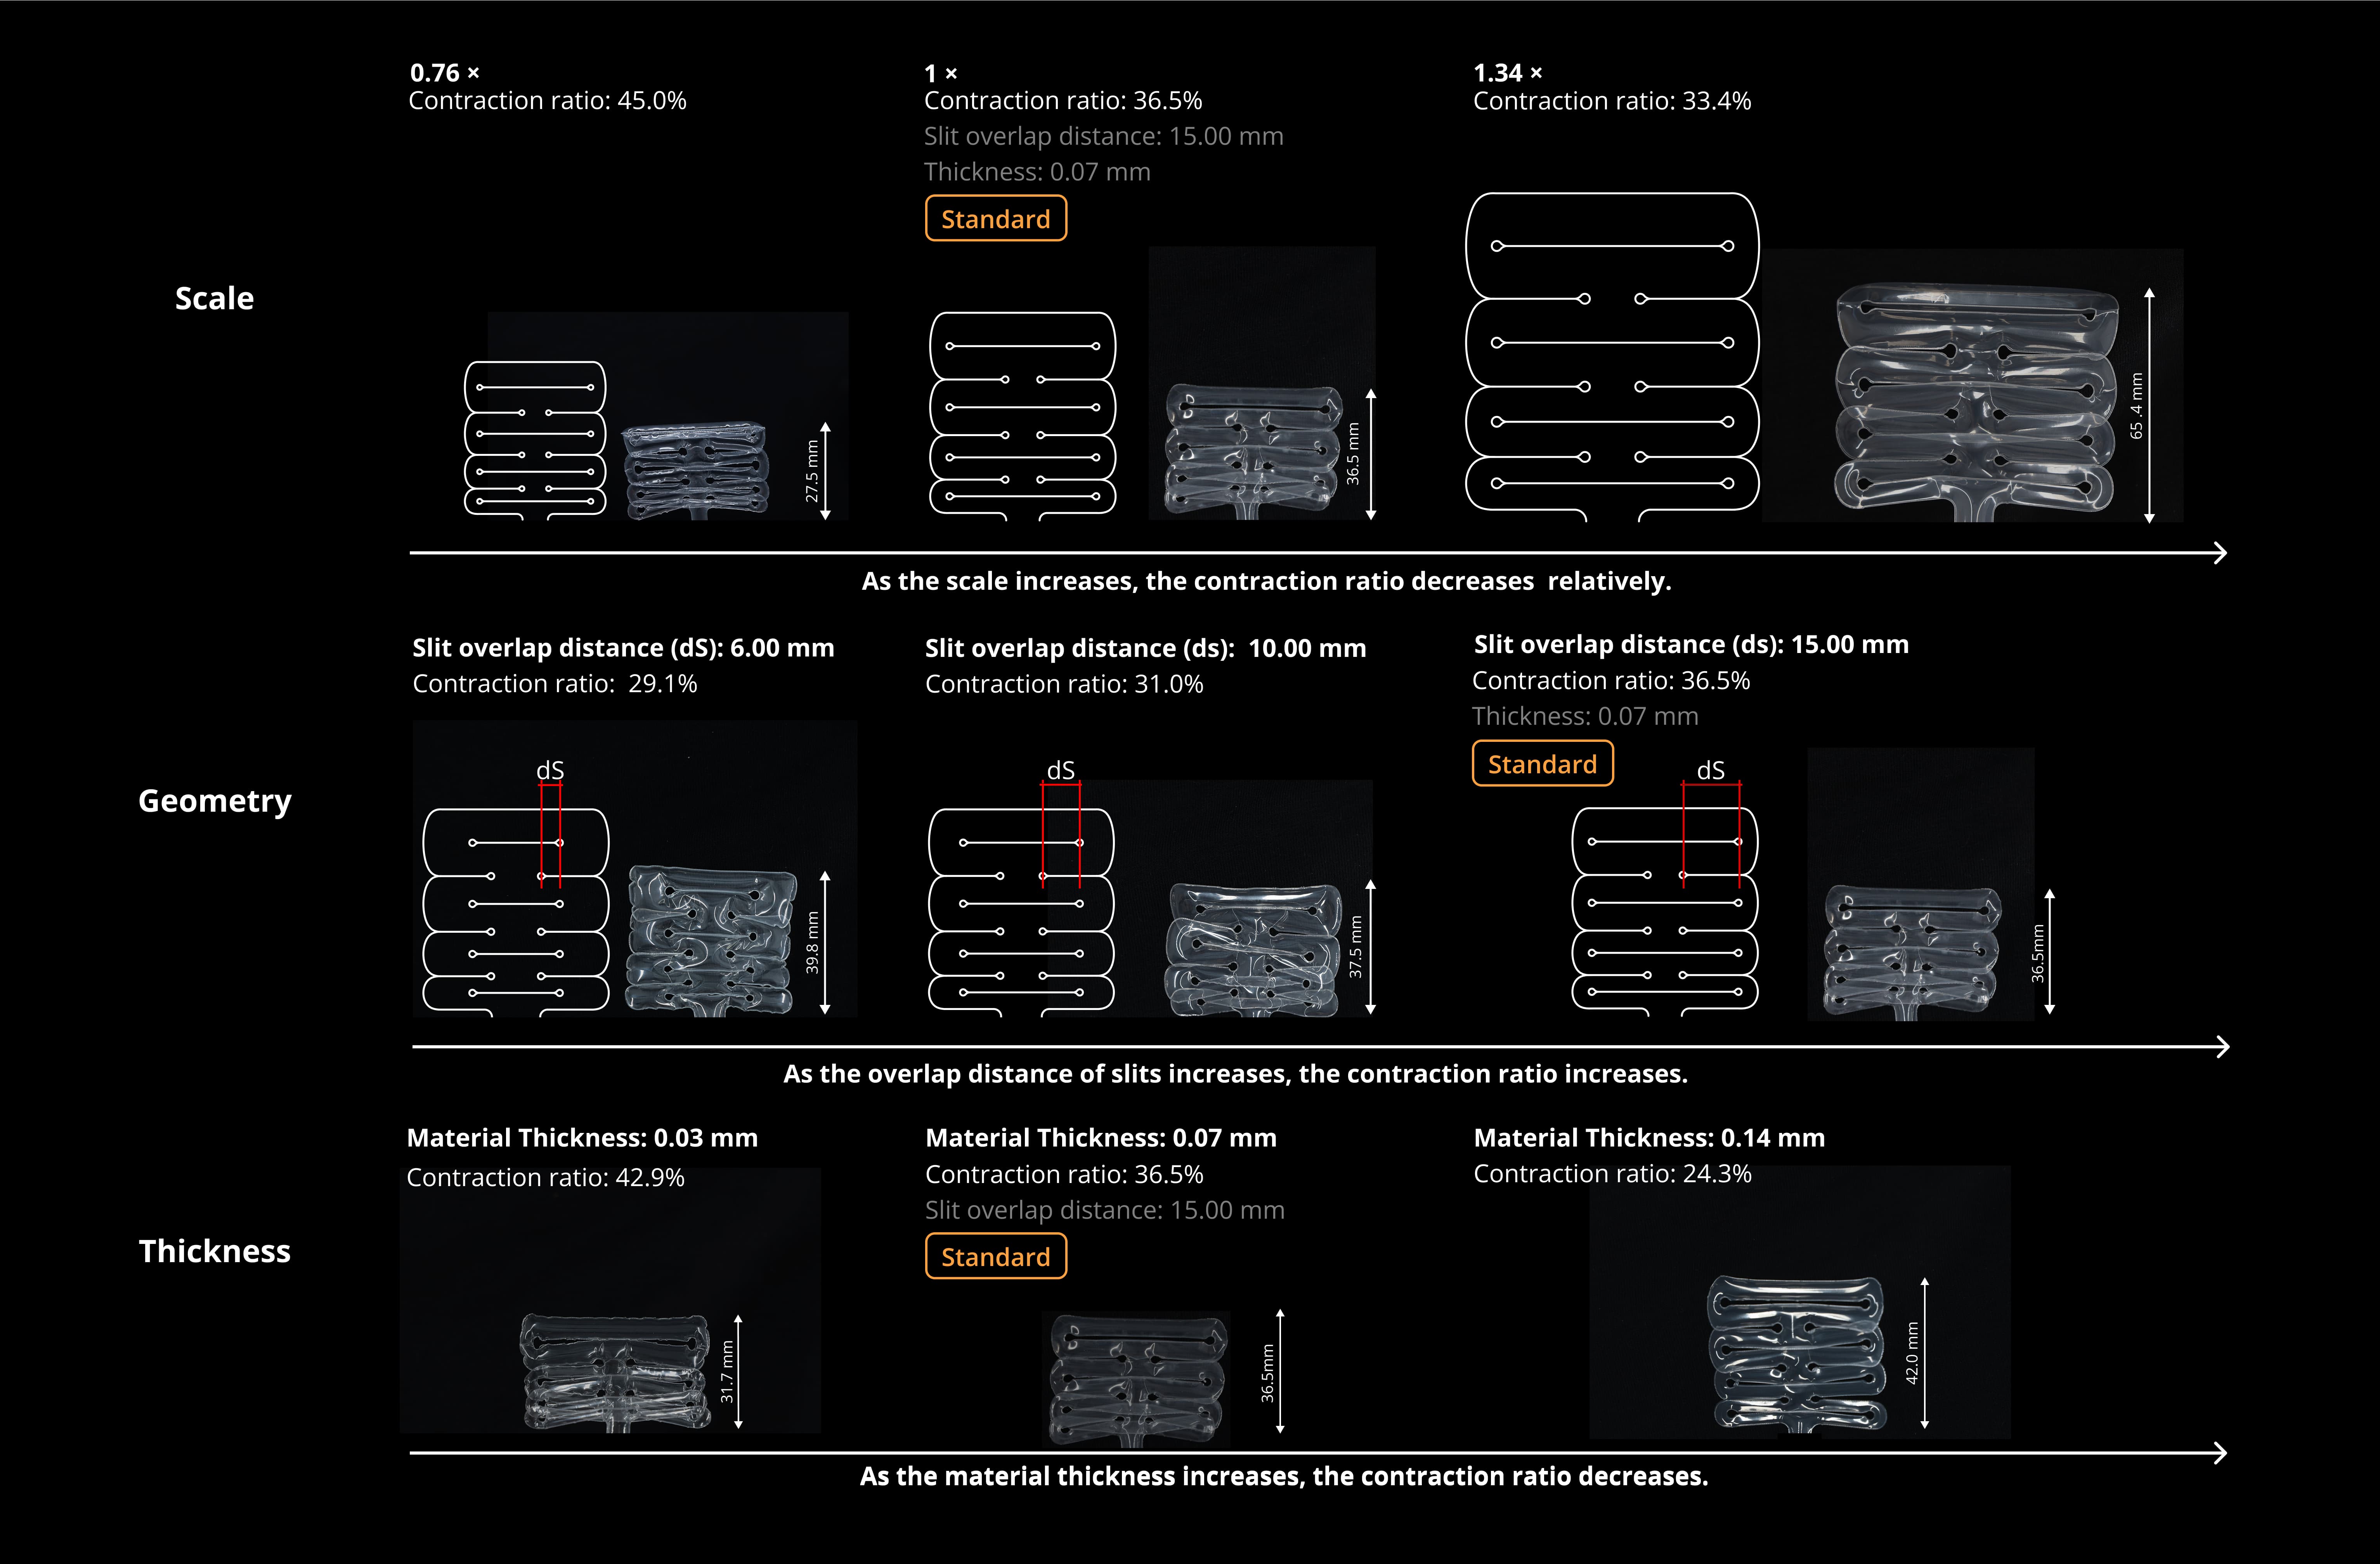 0.76 ×
Contraction ratio: 45.0%
1 ×
Contraction ratio: 36.5%
Slit overlap distance: 15.00 mm
Thickness: 0.07 mm
Standard
1.34 ×
Contraction ratio: 33.4%
Scale
27.5 mm
36.5 mm
65 .4 mm
As the scale increases, the contraction ratio decreases  relatively.
Slit overlap distance (dS): 6.00 mm
Contraction ratio:  29.1%
Slit overlap distance (ds):  10.00 mm
Contraction ratio: 31.0%
Slit overlap distance (ds): 15.00 mm
Contraction ratio: 36.5%
Thickness: 0.07 mm
Standard
Geometry
dS
39.8 mm
dS
37.5 mm
dS
36.5mm
As the overlap distance of slits increases, the contraction ratio increases.
Material Thickness: 0.03 mm
Contraction ratio: 42.9%
Material Thickness: 0.07 mm
Contraction ratio: 36.5%
Slit overlap distance: 15.00 mm
Standard
Material Thickness: 0.14 mm
Contraction ratio: 24.3%
Thickness
31.7 mm
36.5mm
42.0 mm
As the material thickness increases, the contraction ratio decreases.